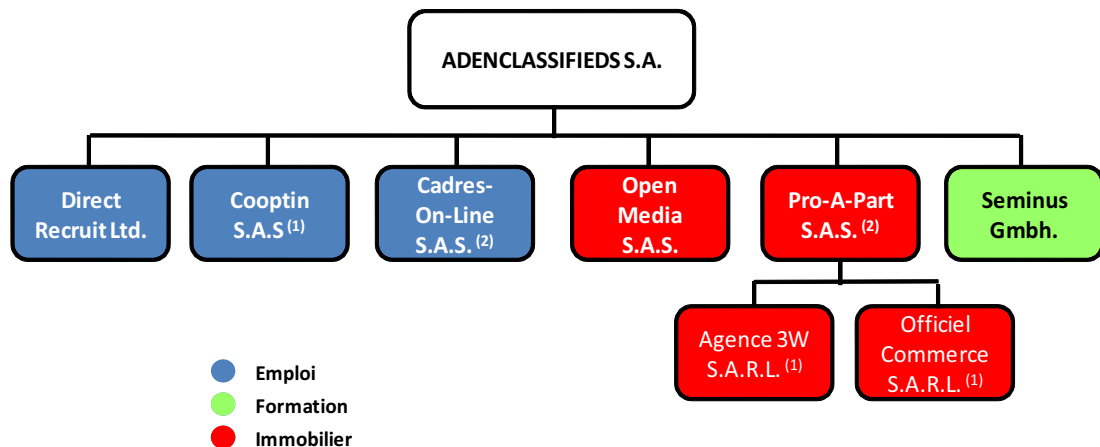 ADENCLASSIFIEDS S.A.
Direct
Recruit Ltd.
Cooptin
S.A.S (1)
Cadres-
On-Line
S.A.S. (2)
Open
Media
S.A.S.
Pro-A-Part
S.A.S. (2)
Seminus
Gmbh.
Agence 3W
S.A.R.L. (1)
Officiel
Commerce
S.A.R.L. (1)
Emploi
Formation
Immobilier